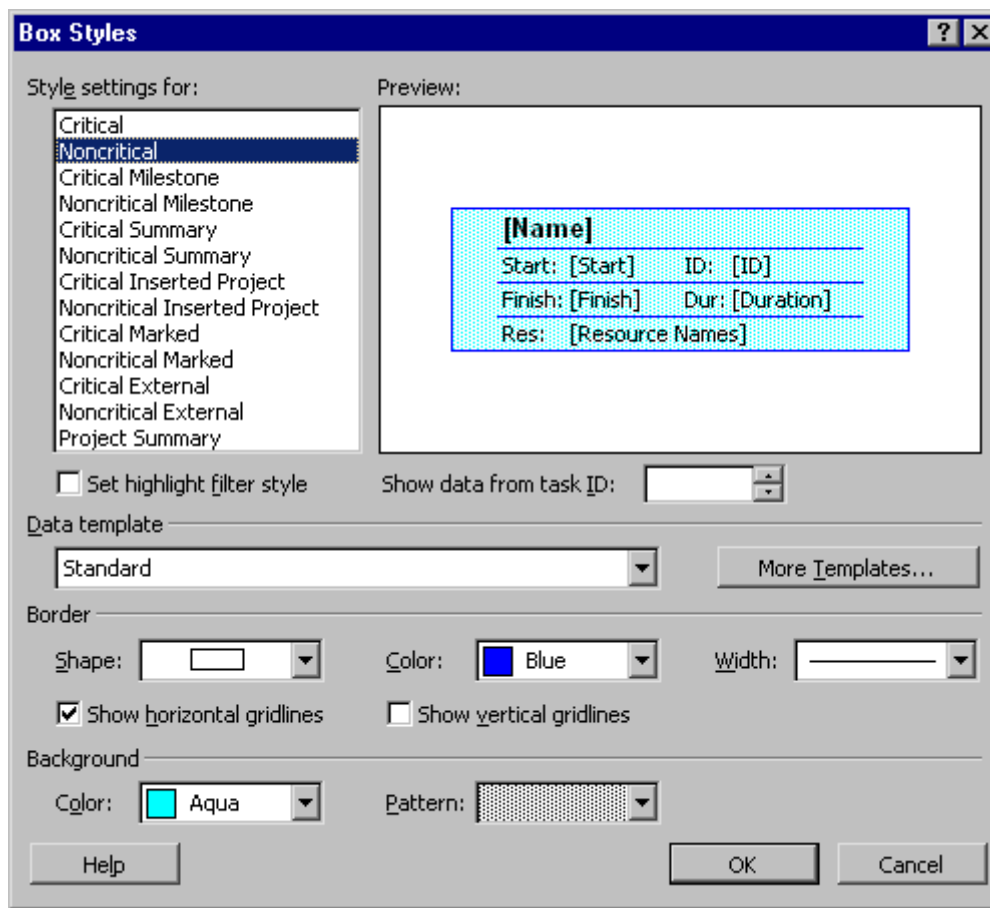 Box Styles
Style settings for:
Critical
Noncritical
Critical Milestone
Noncritical Milestone
Critical Summary
Noncritical Summary
Critical Inserted Project
Noncritical Inserted Project
Critical Marked
Noncritical Marked
Critical External
Noncritical External
Project Summary
Preview:
[Name]
Start: [Start] ID: [ID]
Finish: [Finish] Dur: [Duration]
Res: [Resource Names]
Set highlight filter style
Show data from task ID:
Data template
Standard
More Templates...
Border
Shape:
Color: Blue
Width:
Show horizontal gridlines
Show vertical gridlines
Background
Color: Aqua
Pattern:
Help
OK
Cancel